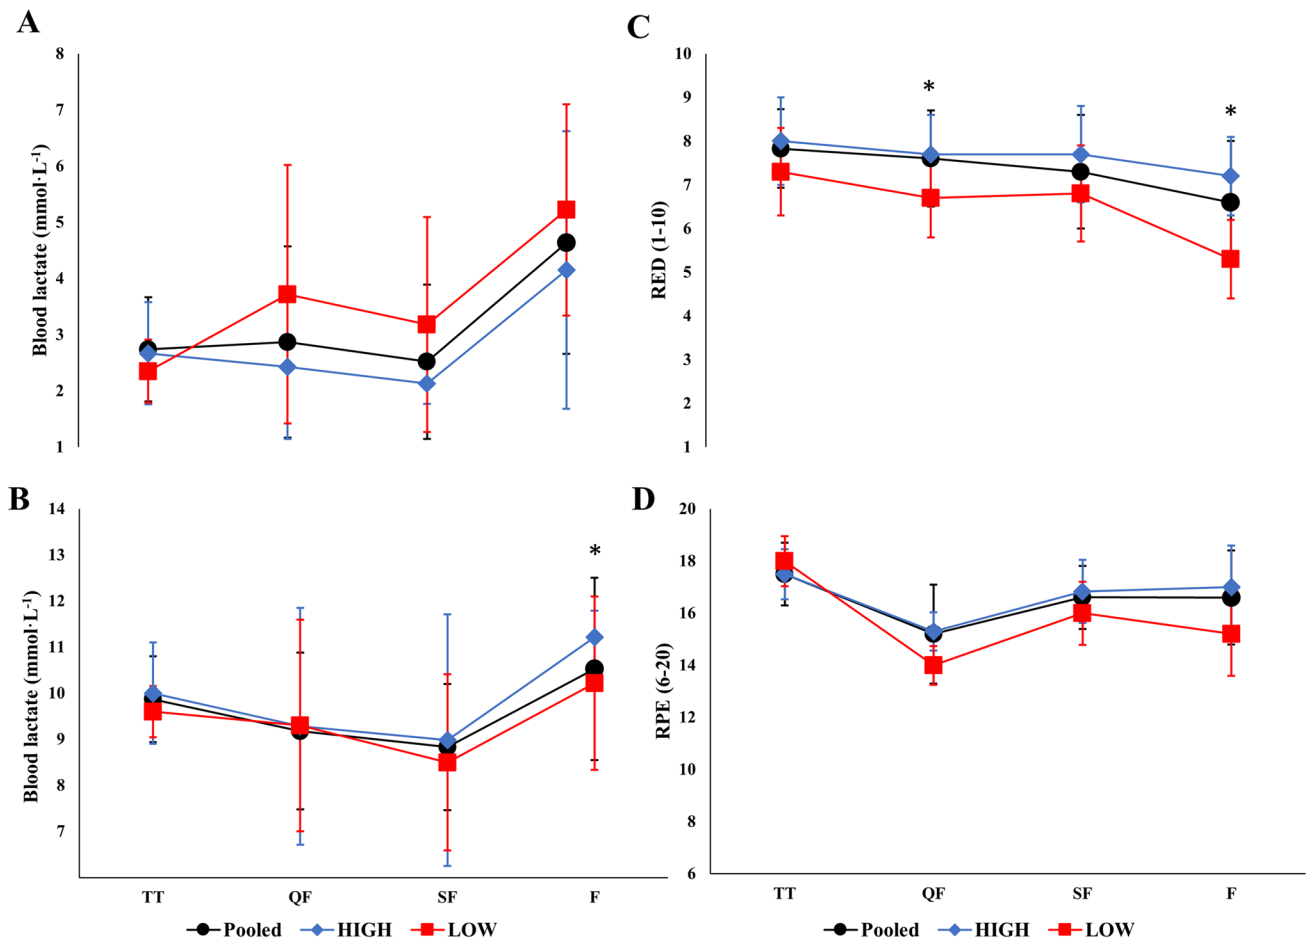 A
Blood lactate (mmol·L-1)
8
7
6
5
4
3
2
1
C
RED (1-10)
10
9
8
7
6
5
4
3
2
1
*
*
B
Blood lactate (mmol·L-1)
14
13
12
11
10
9
8
7
*
TT
QF
SF
F
Pooled
HIGH
LOW
D
RPE (6-20)
20
18
16
14
12
10
8
6
TT
QF
SF
F
Pooled
HIGH
LOW